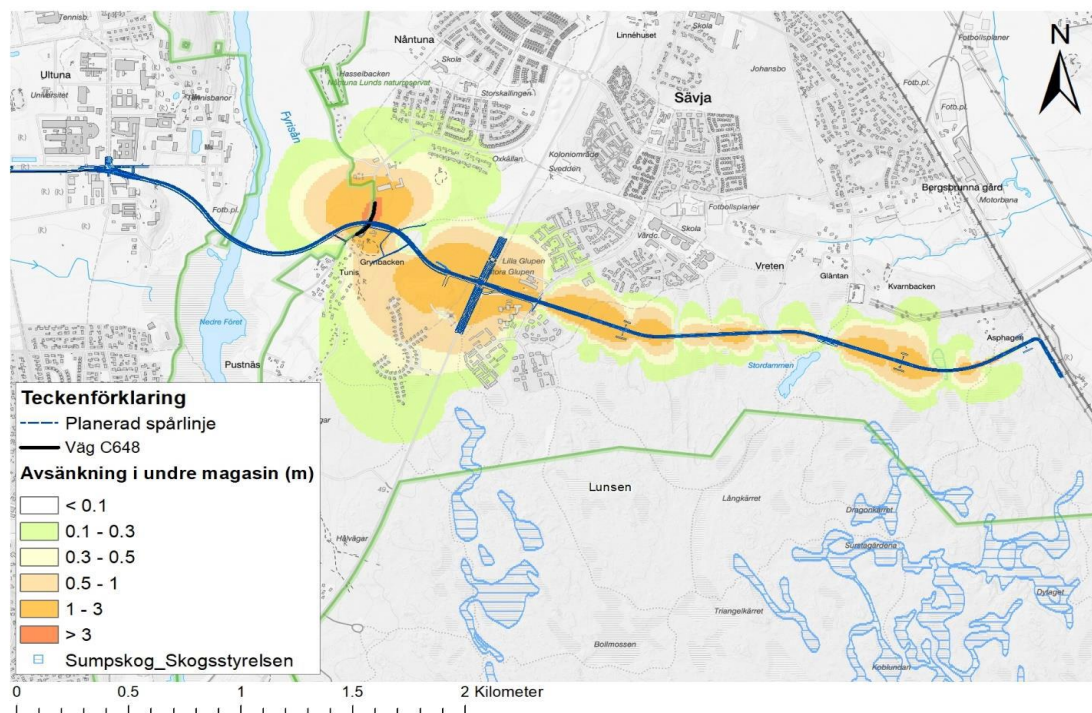 Tennisb.
Nåntuna
Linnéhuset
Skola
Fotbollsplaner
N
Skola
Hasselbacken
Nåntuna Lunds naturreservat
Johansbo
Fotb.pl.
Ultuna
Universitet
Tennisbanor
Storskallingen
Sävja
Fotb.pl.
Fyrisån
Oxkällan
Koloniområde
Svedden
Bergsbrunna gård
Motorbana
Fotb.pl.
Fotbollsplaner
Skola
Vårdc.
Grynbacken
Tunis
Lilla Glupen
Stora Glupen
Vreten
Gläntan
Kvarnbacken
Nedre Föret
Asphagen
Pustnäs
Stordammen
Teckenförklaring
Planerad spårlinje
Väg C648
Avsänkning i undre magasin (m)
< 0.1
0.1 - 0.3
0.3 - 0.5
0.5 - 1
1 - 3
> 3
Sumpskog_Skogsstyrelsen
Lunsen
Långkärret
Dragonkärret
Hålvägar
Triangelkärret
Bollmossen
Koblundan
0 0.5 1 1.5 2 Kilometer